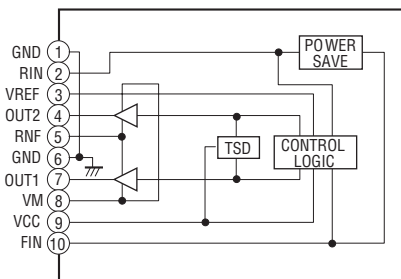 GND 1
RIN 2
VREF 3
OUT2 4
RNF 5
GND 6
OUT1 7
VM 8
VCC 9
FIN 10
POWER
SAVE
TSD
CONTROL
LOGIC